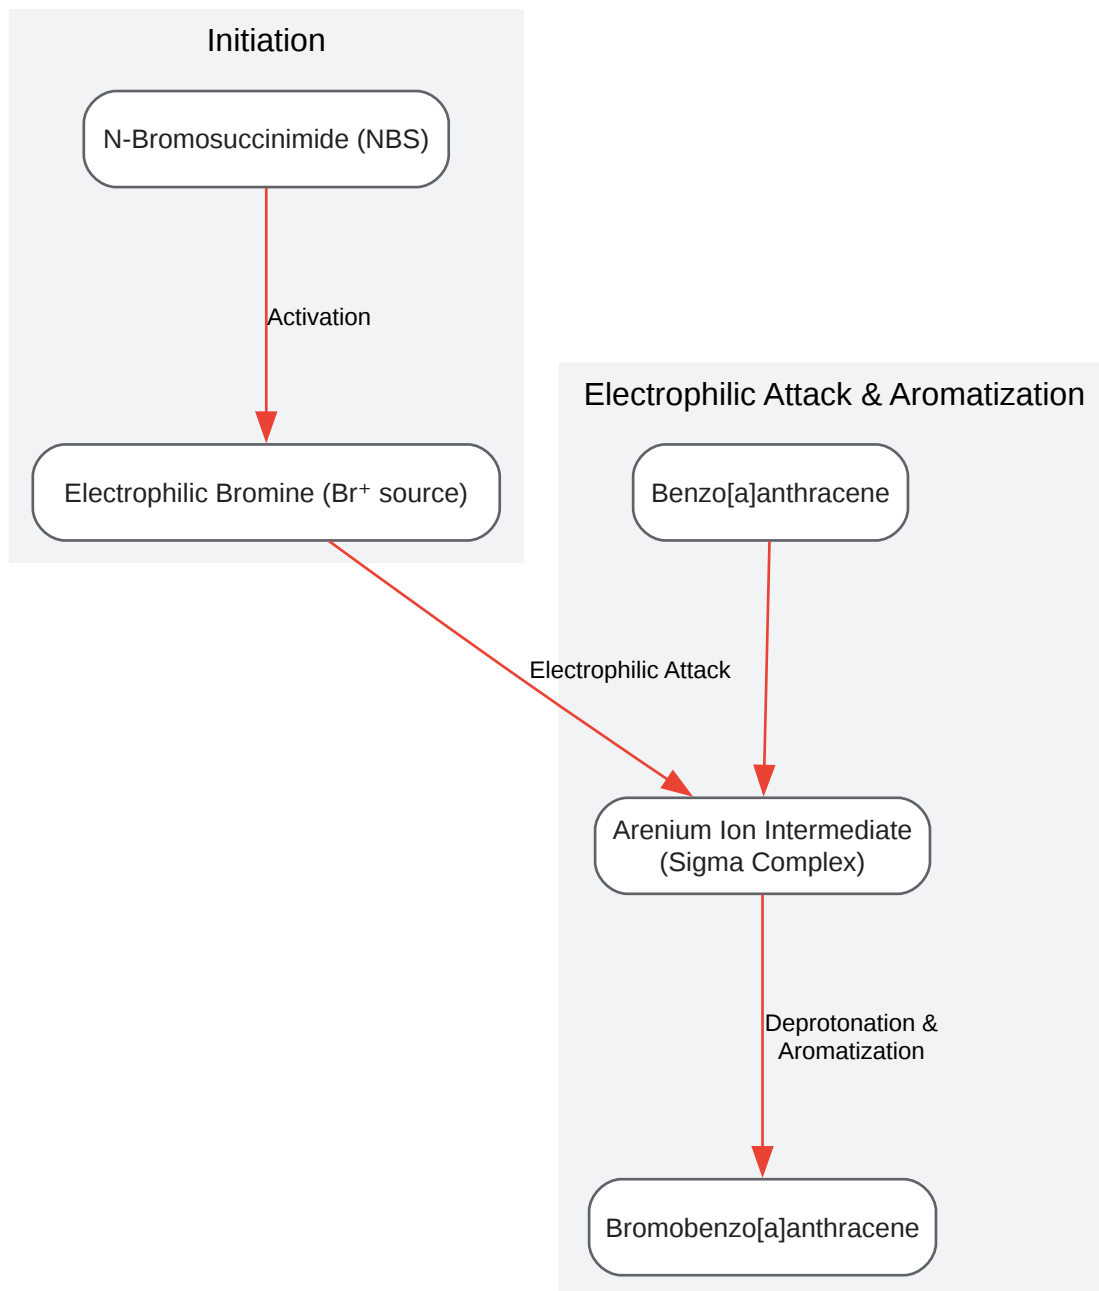 Initiation
N-Bromosuccinimide (NBS)
Activation
Electrophilic Bromine (Br⁺ source)
Electrophilic Attack & Aromatization
Benzo[a]anthracene
Electrophilic Attack
Arenium Ion Intermediate
(Sigma Complex)
Deprotonation &
Aromatization
Bromobenzo[a]anthracene